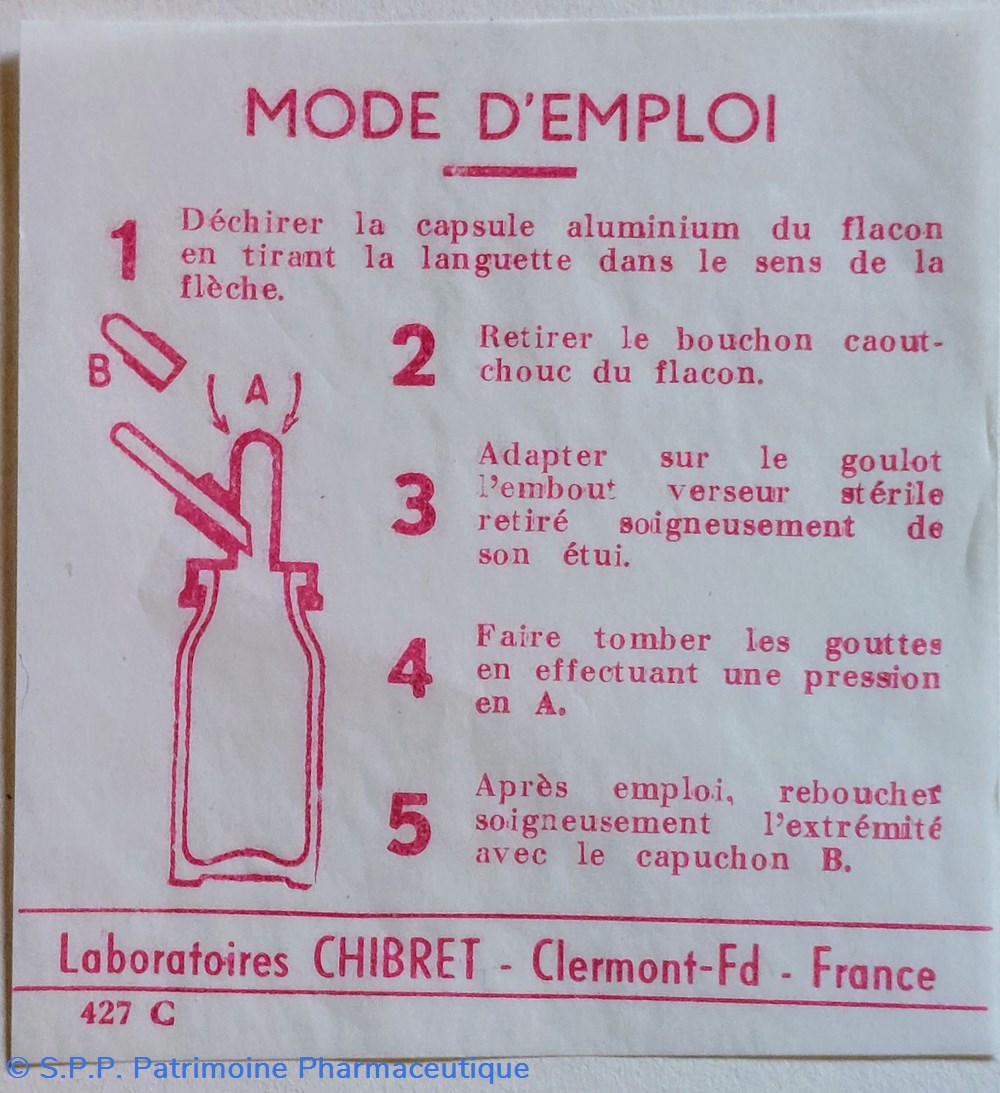 MODE D'EMPLOI
1 Déchirer la capsule aluminium du flacon
en tirant la languette dans le sens de la
flèche.
B
A
2 Retirer le bouchon caout-
chouc du flacon.
3 Adapter sur le goulot
l'embout verseur stérile
retiré soigneusement de
son étui.
4 Faire tomber les gouttes
en effectuant une pression
en A.
5 Après emploi, reboucher
soigneusement l'extrémité
avec le capuchon B.
Laboratoires CHIBRET - Clermont-Fd - France
427 C
© S.P.P. Patrimoine Pharmaceutique